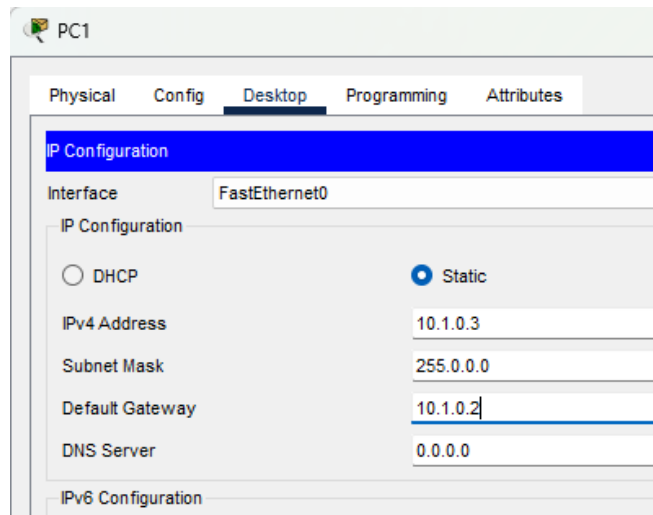 PC1
Physical Config Desktop Programming Attributes
IP Configuration
Interface FastEthernet0
IP Configuration
DHCP Static
IPv4 Address 10.1.0.3
Subnet Mask 255.0.0.0
Default Gateway 10.1.0.2
DNS Server 0.0.0.0
IPv6 Configuration